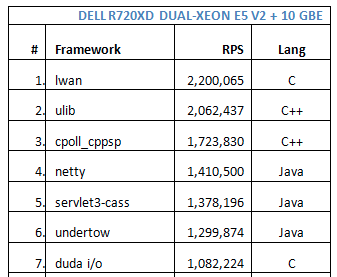 DELL R720XD DUAL-XEON E5 V2 + 10 GBE
# Framework RPS Lang
1. lwan 2,200,065 C
2. ulib 2,062,437 C++
3. cpoll_cppsp 1,723,830 C++
4. netty 1,410,500 Java
5. servlet3-cass 1,378,196 Java
6. undertow 1,299,874 Java
7. duda i/o 1,082,224 C